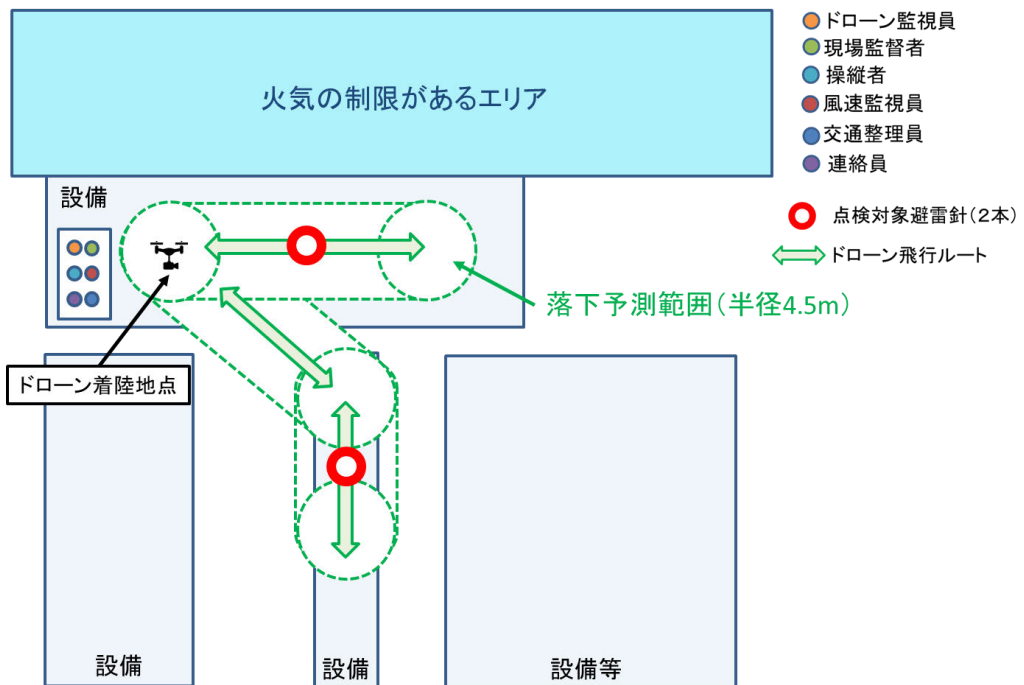 火気の制限があるエリア
ドローン監視員
現場監督者
操縦者
風速監視員
交通整理員
連絡員
点検対象避雷針(2本)
ドローン飛行ルート
設備
落下予測範囲(半径4.5m)
ドローン着陸地点
設備
設備
設備等